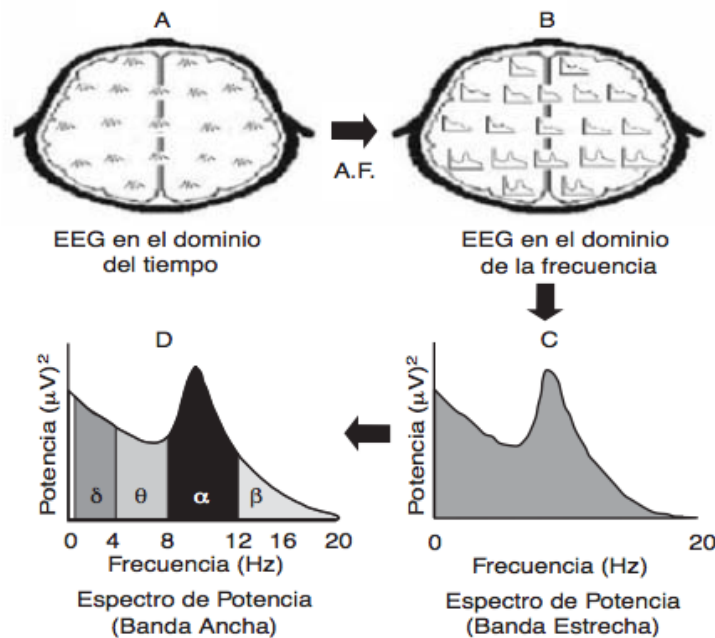 A
B
A.F.
EEG en el dominio
del tiempo
EEG en el dominio
de la frecuencia
D
C
Potencia (μV)²
δ θ α β
0 4 8 12 16 20
Frecuencia (Hz)
Espectro de Potencia
(Banda Ancha)
Potencia (μV)²
0 20
Frecuencia (Hz)
Espectro de Potencia
(Banda Estrecha)